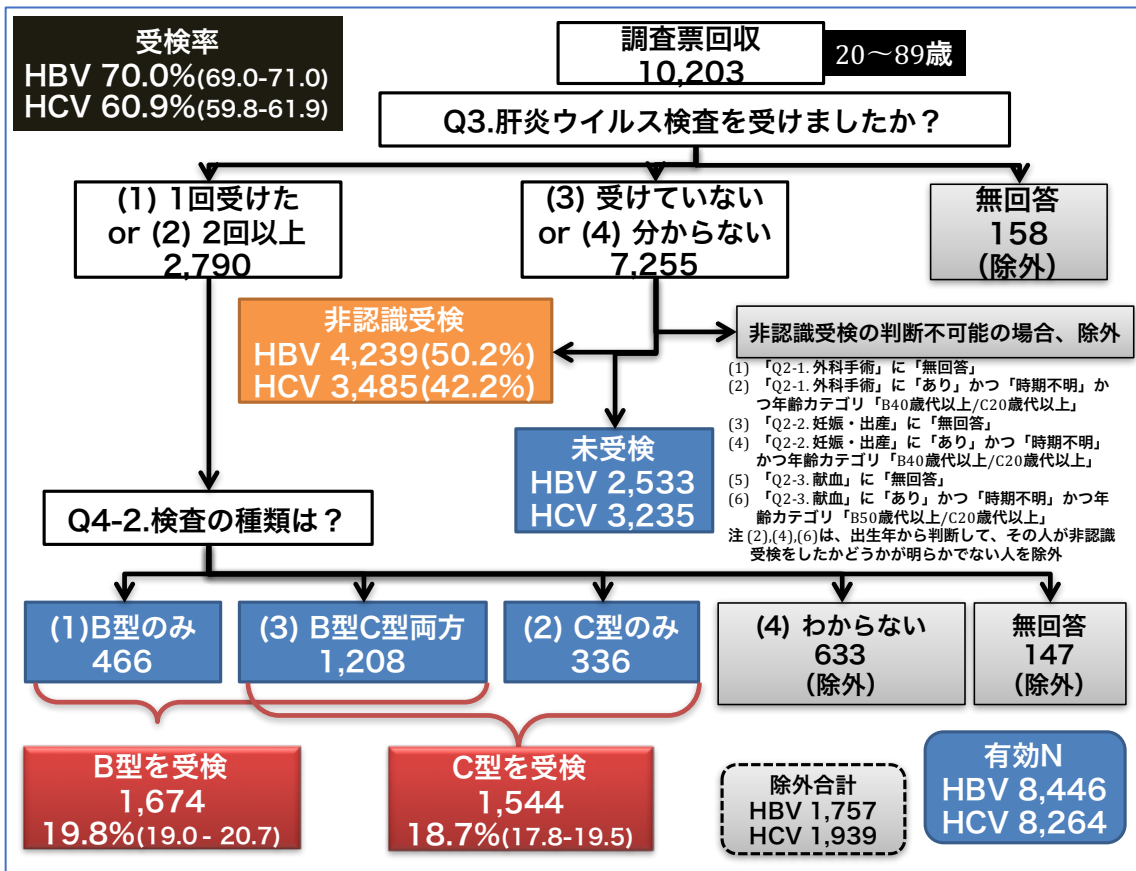 受検率
HBV 70.0%(69.0-71.0)
HCV 60.9%(59.8-61.9)
調査票回収
10,203
20〜89歳
Q3.肝炎ウイルス検査を受けましたか？
(1) 1回受けた
or (2) 2回以上
2,790
(3) 受けていない
or (4) 分からない
7,255
無回答
158
(除外)
非認識受検
HBV 4,239(50.2%)
HCV 3,485(42.2%)
非認識受検の判断不可能の場合、除外
(1) 「Q2-1. 外科手術」に「無回答」
(2) 「Q2-1. 外科手術」に「あり」かつ「時期不明」か
つ年齢カテゴリ「B40歳代以上/C20歳代以上」
(3) 「Q2-2. 妊娠・出産」に「無回答」
(4) 「Q2-2. 妊娠・出産」に「あり」かつ「時期不明」
かつ年齢カテゴリ「B40歳代以上/C20歳代以上」
(5) 「Q2-3. 献血」に「無回答」
(6) 「Q2-3. 献血」に「あり」かつ「時期不明」かつ年
齢カテゴリ「B50歳代以上/C20歳代以上」
注 (2),(4),(6)は、出生年から判断して、その人が非認識
受検をしたかどうかが明らかでない人を除外
未受検
HBV 2,533
HCV 3,235
Q4-2.検査の種類は？
(1)B型のみ
466
(3) B型C型両方
1,208
(2) C型のみ
336
(4) わからない
633
(除外)
無回答
147
(除外)
B型を受検
1,674
19.8%(19.0 - 20.7)
C型を受検
1,544
18.7%(17.8-19.5)
除外合計
HBV 1,757
HCV 1,939
有効N
HBV 8,446
HCV 8,264